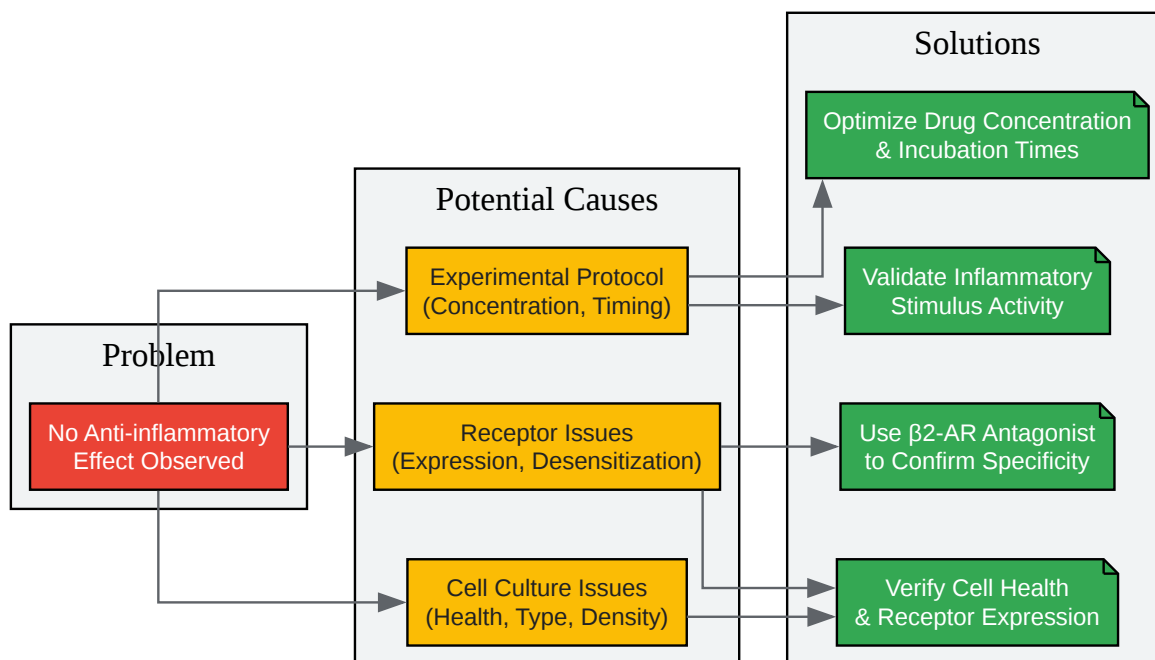 Problem
No Anti-inflammatory
Effect Observed
Potential Causes
Experimental Protocol
(Concentration, Timing)
Receptor Issues
(Expression, Desensitization)
Cell Culture Issues
(Health, Type, Density)
Solutions
Optimize Drug Concentration
& Incubation Times
Validate Inflammatory
Stimulus Activity
Use β2-AR Antagonist
to Confirm Specificity
Verify Cell Health
& Receptor Expression